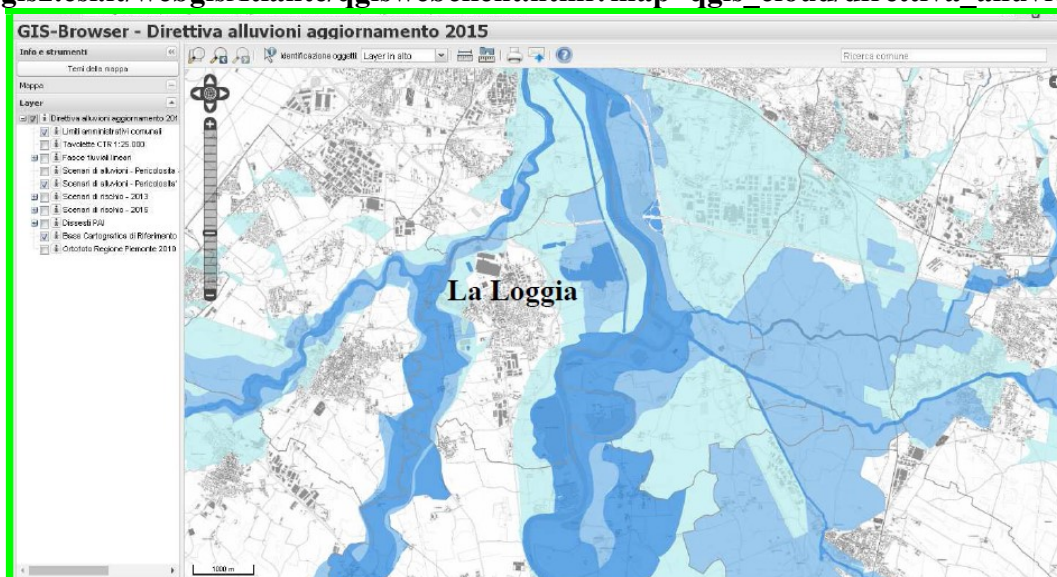 GIS-Browser - Direttiva alluvioni aggiornamento 2015
Info e strumenti
Temi della mappa
Identificazione oggetti
Layer in alto
Ricerca comune
Mappa
Layer
Direttiva alluvioni aggiornamento 201
Limiti amministrativi comunali
Tavolette CTR 1:25.000
Fasce fluviali lineari
Scenari di alluvioni - Pericolosita
Scenari di alluvioni - Pericolosita'
Scenari di rischio - 2013
Scenari di rischio - 2015
Dissesti PAI
Base Cartografica di Riferimento
Ortofoto Regione Piemonte 2010
La Loggia
1000 m